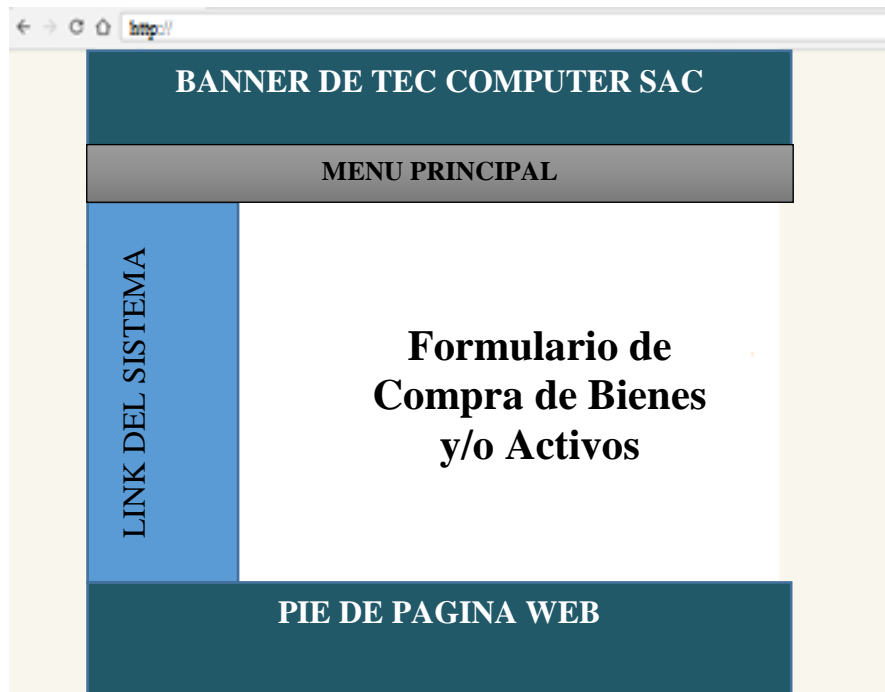 http://
BANNER DE TEC COMPUTER SAC
MENU PRINCIPAL
LINK DEL SISTEMA
Formulario de
Compra de Bienes
y/o Activos
PIE DE PAGINA WEB